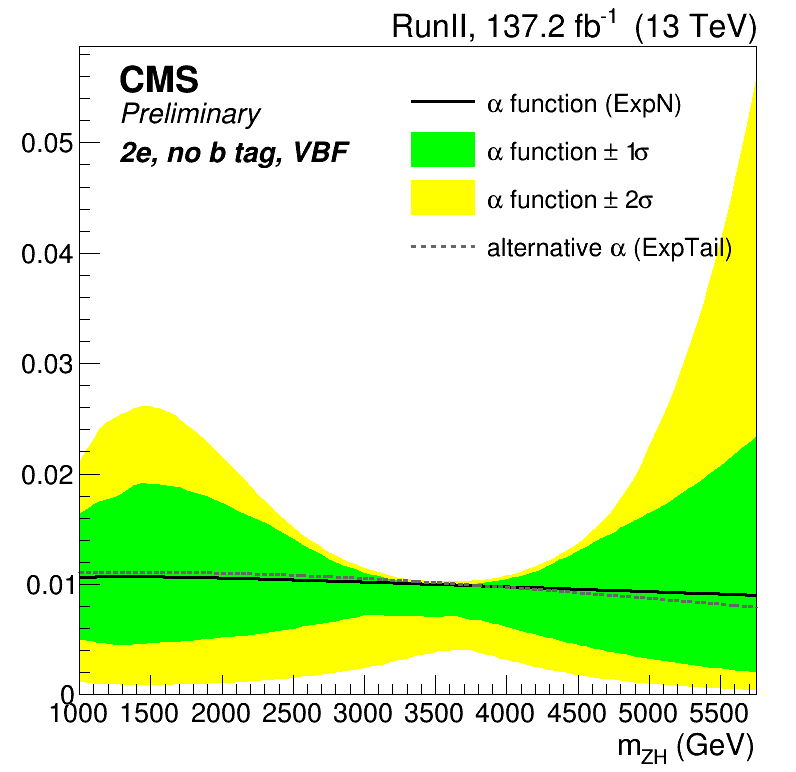 RunII, 137.2 fb-1 (13 TeV)
CMS
Preliminary
2e, no b tag, VBF
α function (ExpN)
α function ± 1σ
α function ± 2σ
alternative α (ExpTail)
0.05
0.04
0.03
0.02
0.01
0
1000 1500 2000 2500 3000 3500 4000 4500 5000 5500
mZH (GeV)